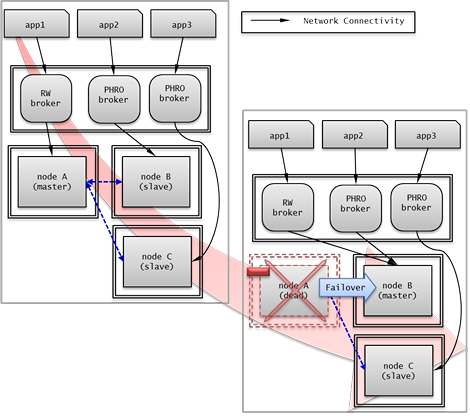 app1 app2 app3
Network Connectivity
RW
broker
PHRO
broker
PHRO
broker
node A
(master)
node B
(slave)
node C
(slave)
app1 app2 app3
RW
broker
PHRO
broker
PHRO
broker
node A
(dead)
Failover
node B
(master)
node C
(slave)